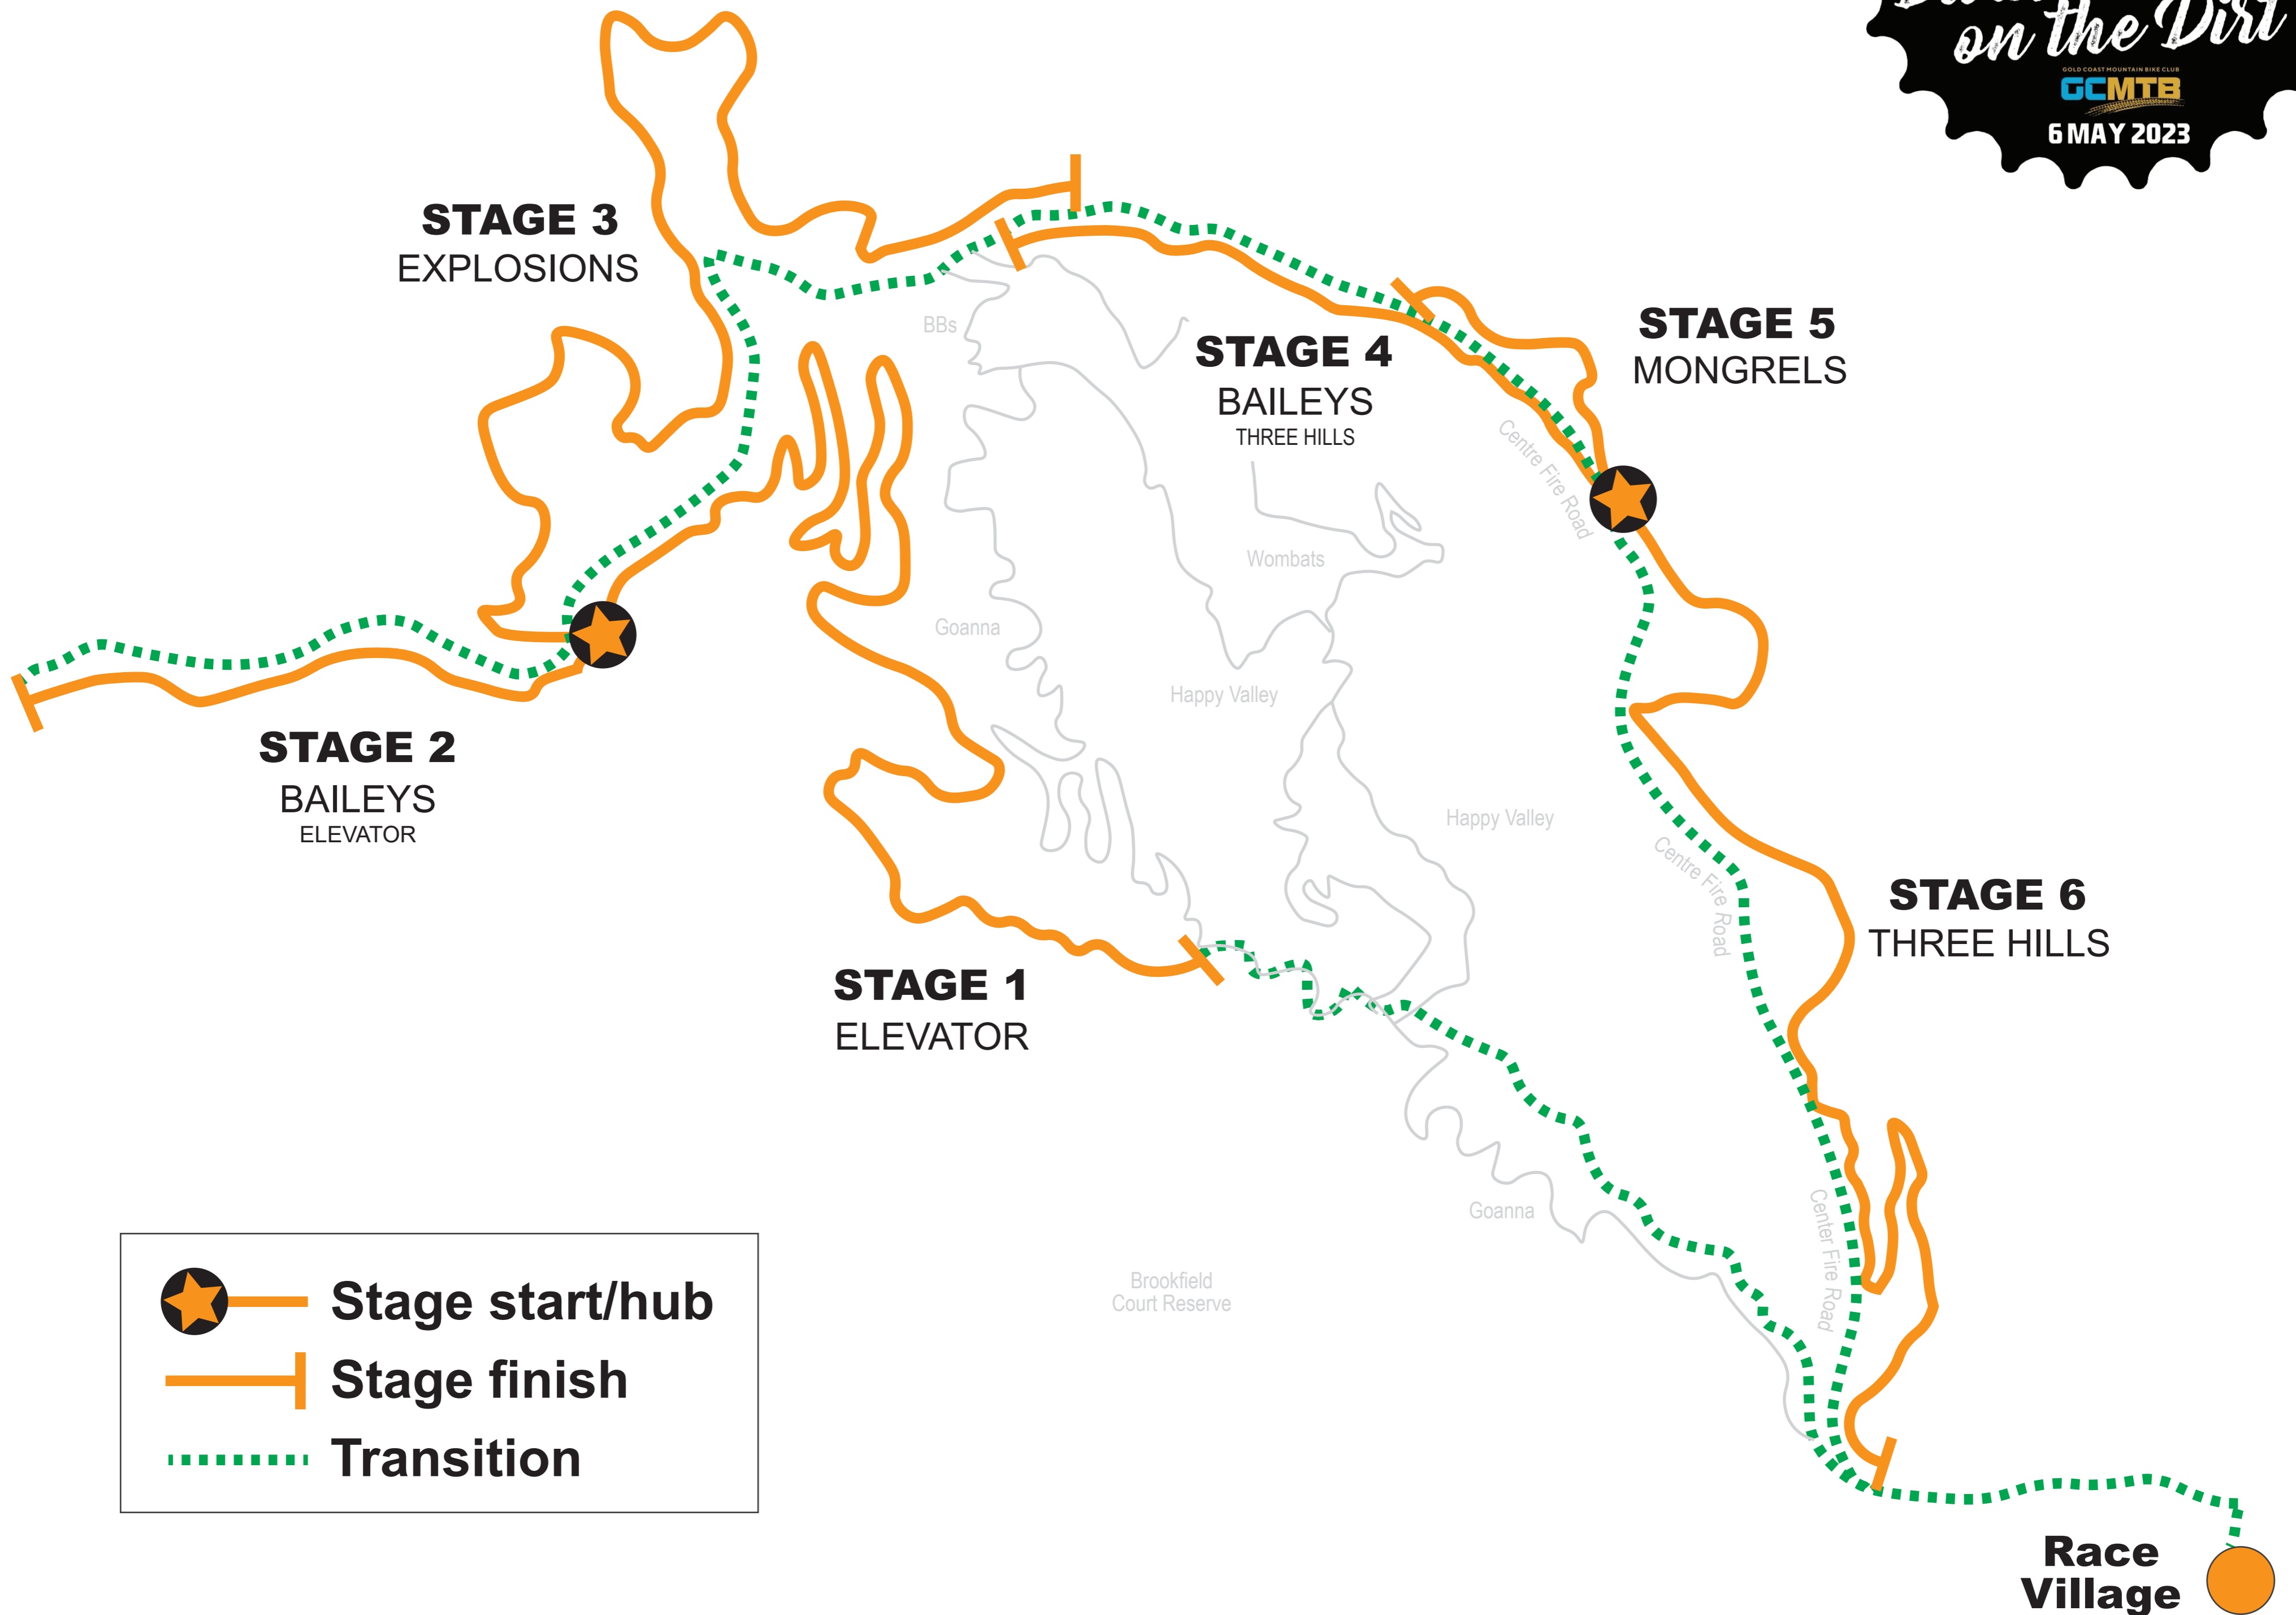 on the Dirt
GOLD COAST MOUNTAIN BIKE CLUB
GCMTB
6 MAY 2023
STAGE 3
EXPLOSIONS
STAGE 5
MONGRELS
BBs
STAGE 4
BAILEYS
THREE HILLS
Centre Fire Road
Wombats
Goanna
Happy Valley
STAGE 2
BAILEYS
ELEVATOR
Happy Valley
Centre Fire Road
STAGE 6
THREE HILLS
STAGE 1
ELEVATOR
Goanna
Center Fire Road
Brookfield
Court Reserve
Stage start/hub
Stage finish
Transition
Race
Village